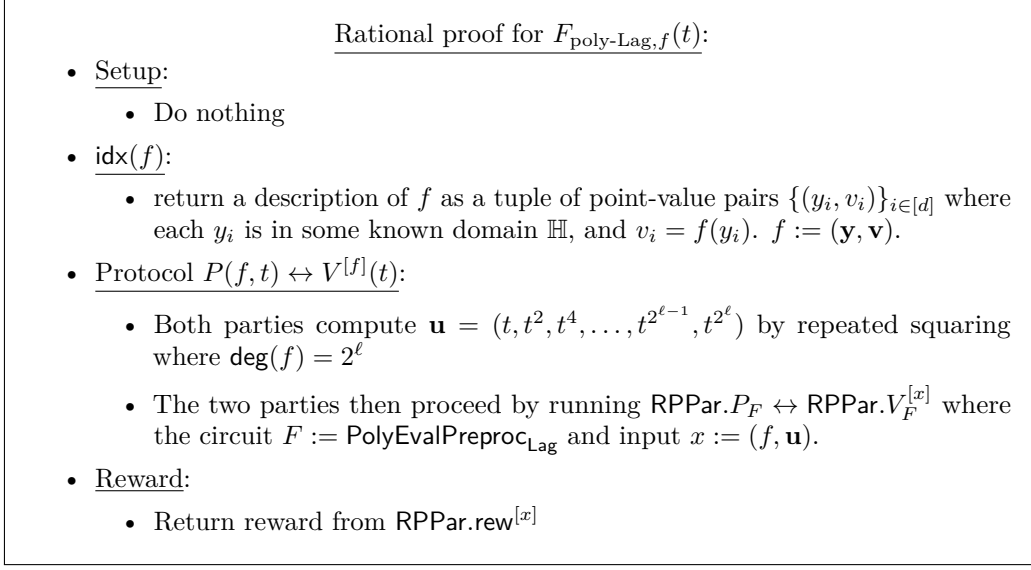 Rational proof for F_{poly-Lag,f}(t):
• Setup:
• Do nothing
• idx(f):
• return a description of f as a tuple of point-value pairs {(y_i, v_i)}_{i∈[d]} where
each y_i is in some known domain ℍ, and v_i = f(y_i). f := (𝐲, 𝐯).
• Protocol P(f, t) ↔ V^{[f]}(t):
• Both parties compute 𝐮 = (t, t^2, t^4, . . . , t^{2^{ℓ−1}}, t^{2^ℓ}) by repeated squaring
where deg(f) = 2^ℓ
• The two parties then proceed by running RPPar.P_F ↔ RPPar.V_F^{[x]} where
the circuit F := PolyEvalPreproc_{Lag} and input x := (f, 𝐮).
• Reward:
• Return reward from RPPar.rew^{[x]}